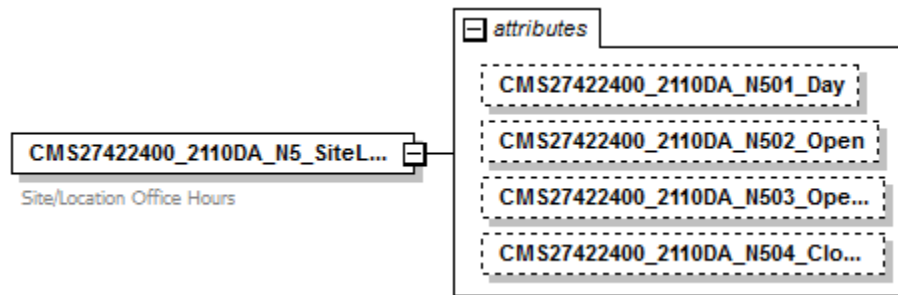 attributes
CMS27422400_2110DA_N501_Day
CMS27422400_2110DA_N502_Open
CMS27422400_2110DA_N5_SiteL...
CMS27422400_2110DA_N503_Ope...
Site/Location Office Hours
CMS27422400_2110DA_N504_Clo...